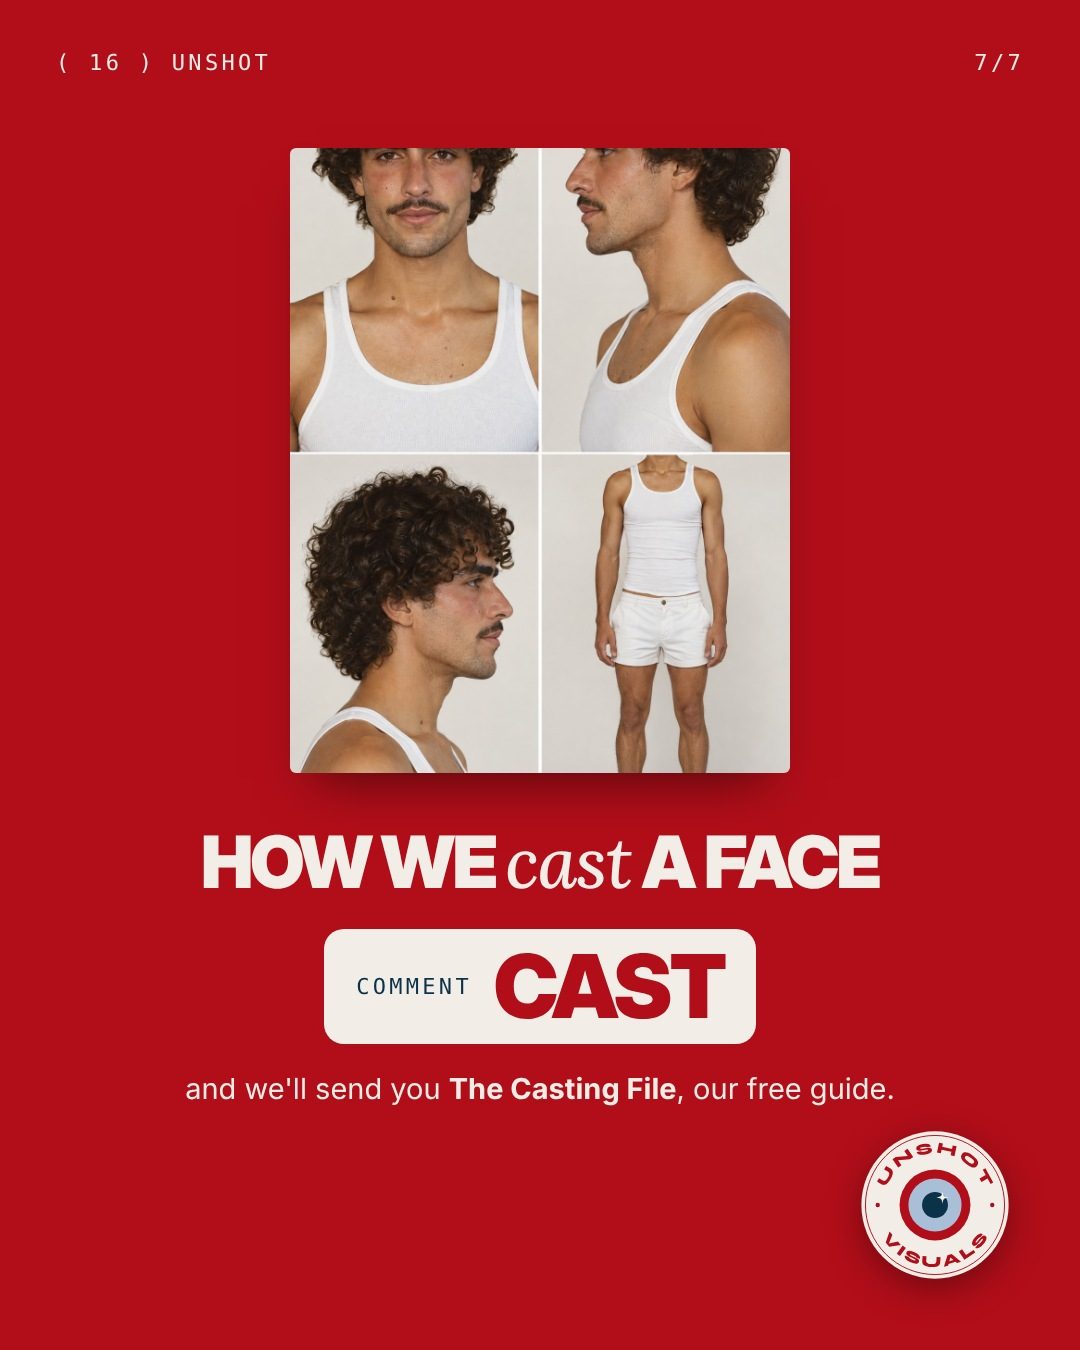 ( 16 ) UNSHOT
7/7
HOW WE cast A FACE
COMMENT CAST
and we'll send you The Casting File, our free guide.
UNSHOT
VISUALS